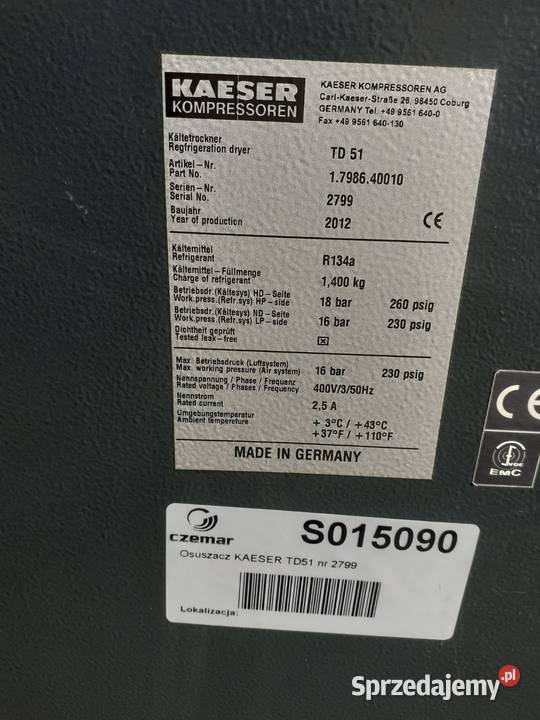 KAESER
KOMPRESSOREN
KAESER KOMPRESSOREN AG
Carl-Kaeser-Straße 26, 96450 Coburg
GERMANY Tel. +49 9561 640-0
Fax +49 9561 640-130
Kältetrockner
Regfrigeration dryer TD 51
Artikel-Nr.
Part No. 1.7986.40010
Serien-Nr.
Serial No. 2799
Baujahr
Year of production 2012 CE
Kältemittel
Refrigerant R134a
Kältemittel-Füllmenge
Charge of refrigerant 1,400 kg
Betriebsdr.(Kältesys) HD-Seite
Work.press.(Refr.sys) HP-side 18 bar 260 psig
Betriebsdr.(Kältesys) ND-Seite
Work.press.(Refr.sys) LP-side 16 bar 230 psig
Dichtheit geprüft
Tested leak-free
Max. Betriebsdruck (Luftsystem)
Max. working pressure (Air system) 16 bar 230 psig
Nennspannung / Phase / Frequenz
Rated voltage / Phases / Frequency 400V/3/50Hz
Nennstrom
Rated current 2,5 A
Umgebungstemperatur
Ambient temperature + 3°C / +43°C
+37°F / +110°F
MADE IN GERMANY
CE
VDE
EMC
czemar
S015090
Osuszacz KAESER TD51 nr 2799
Lokalizacja:
Sprzedajemy.pl